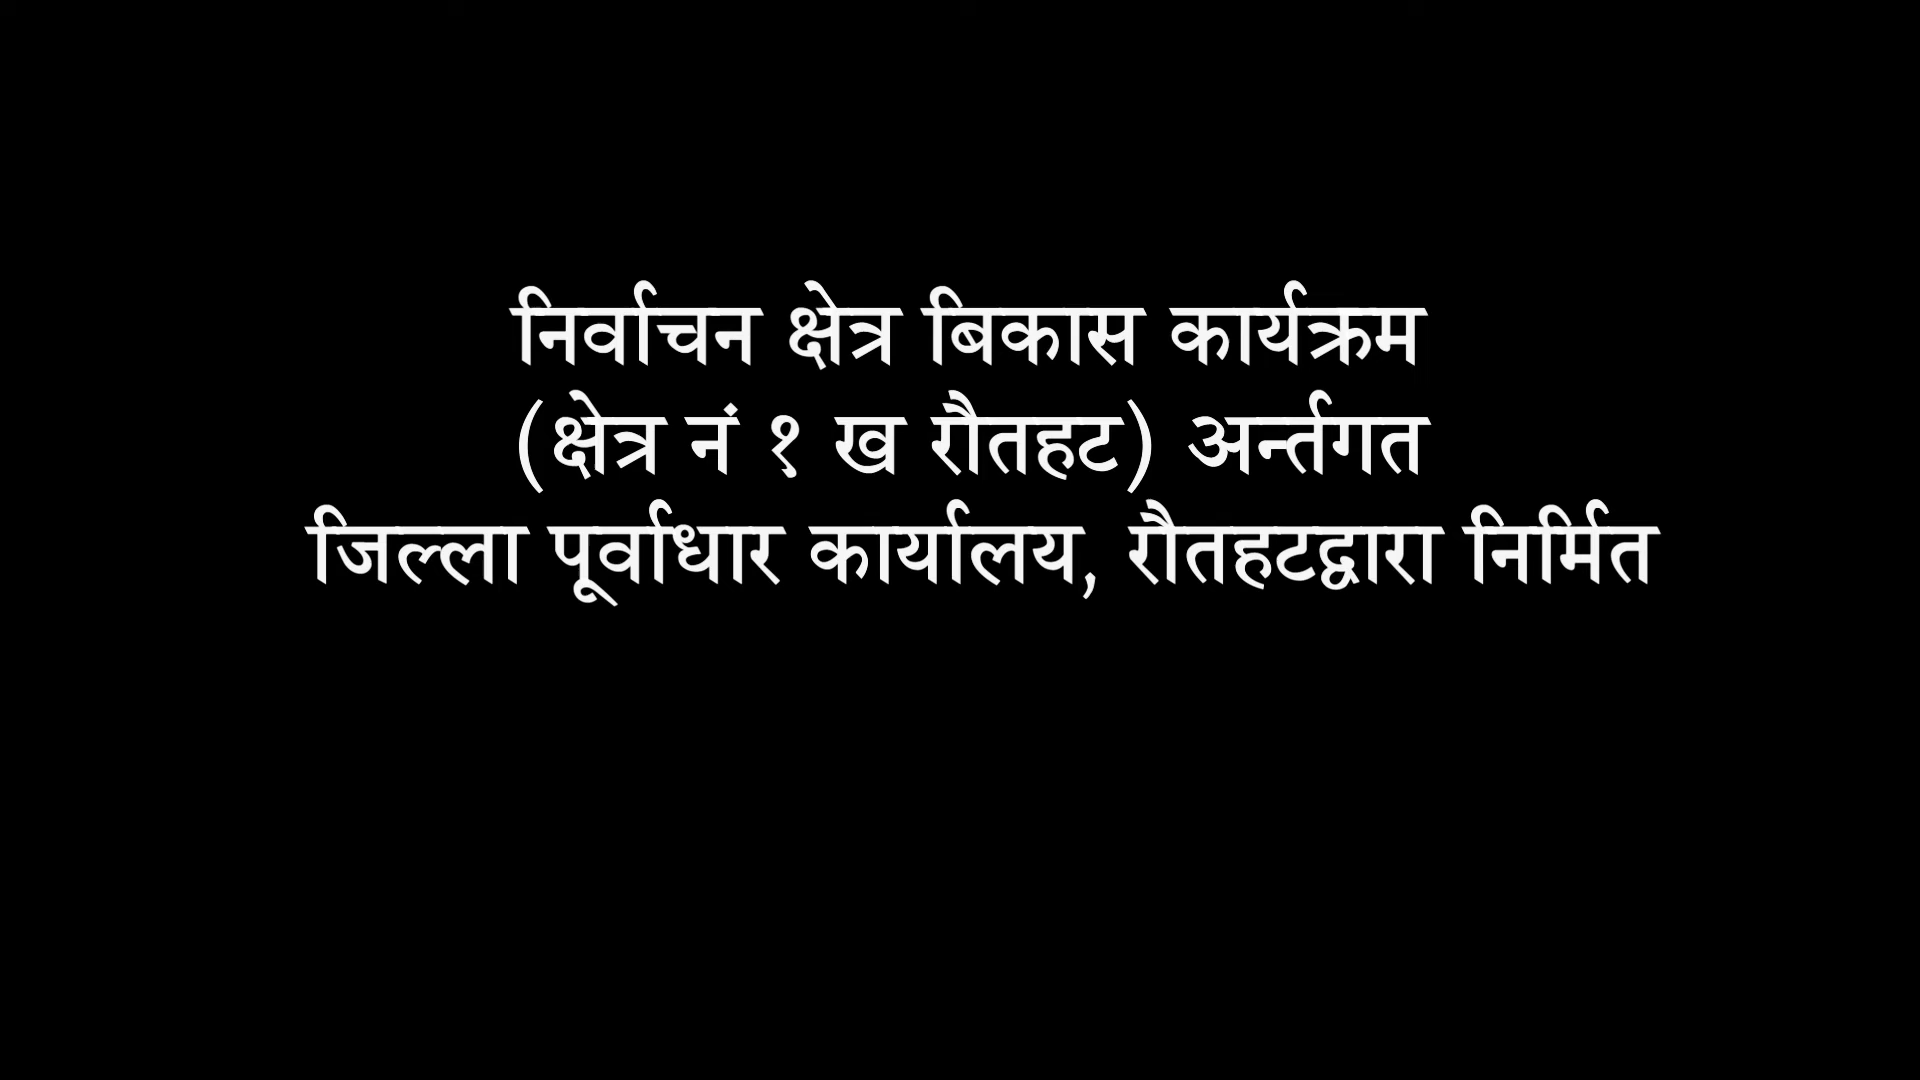 निर्वाचन क्षेत्र बिकास कार्यक्रम
(क्षेत्र नं १ ख रौतहट) अर्न्तगत
जिल्ला पूर्वाधार कार्यालय, रौतहटद्वारा निर्मित